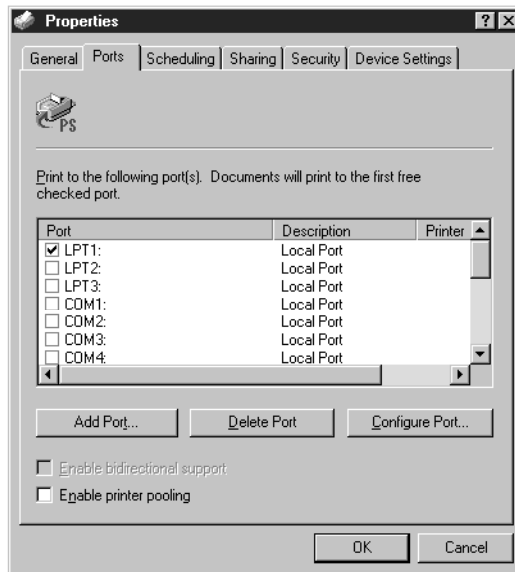 Properties
General Ports Scheduling Sharing Security Device Settings
PS
Print to the following port(s). Documents will print to the first free
checked port.
Port Description Printer
LPT1: Local Port
LPT2: Local Port
LPT3: Local Port
COM1: Local Port
COM2: Local Port
COM3: Local Port
COM4: Local Port
Add Port... Delete Port Configure Port...
Enable bidirectional support
Enable printer pooling
OK Cancel